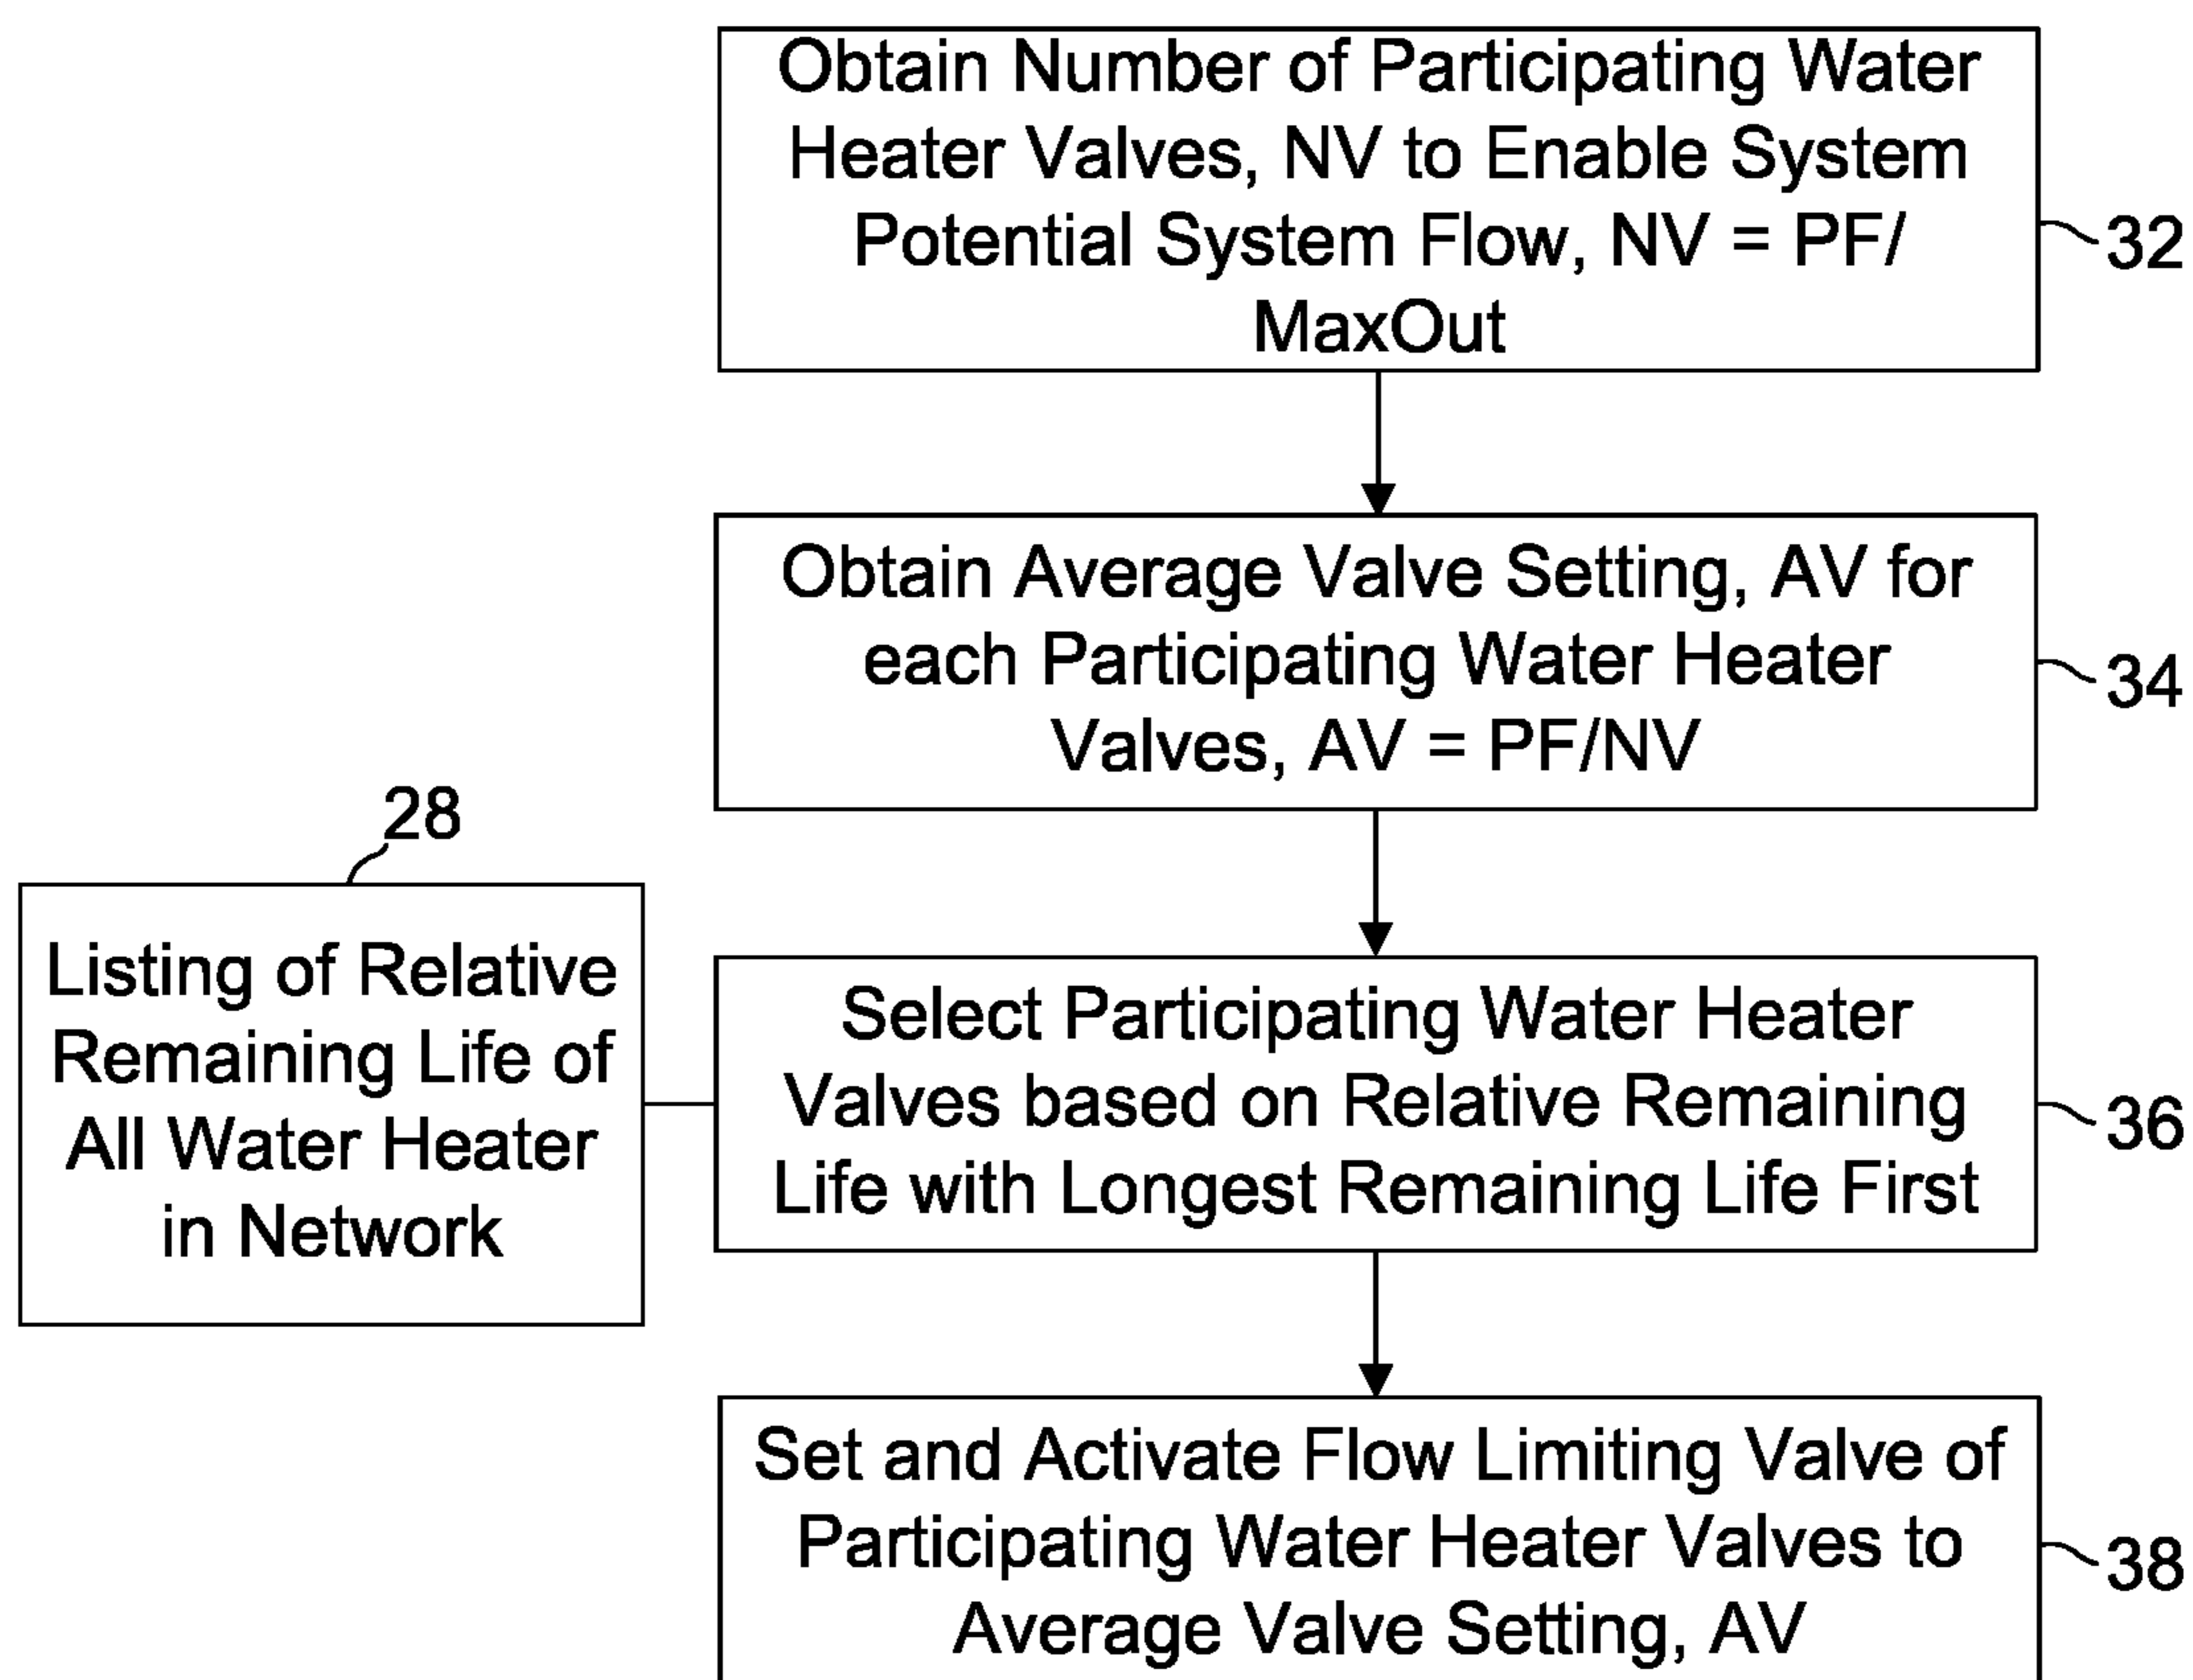 Obtain Number of Participating Water
Heater Valves, NV to Enable System
Potential System Flow, NV = PF/
MaxOut
32
Obtain Average Valve Setting, AV for
each Participating Water Heater
Valves, AV = PF/NV
34
28
Listing of Relative
Remaining Life of
All Water Heater
in Network
Select Participating Water Heater
Valves based on Relative Remaining
Life with Longest Remaining Life First
36
Set and Activate Flow Limiting Valve of
Participating Water Heater Valves to
Average Valve Setting, AV
38